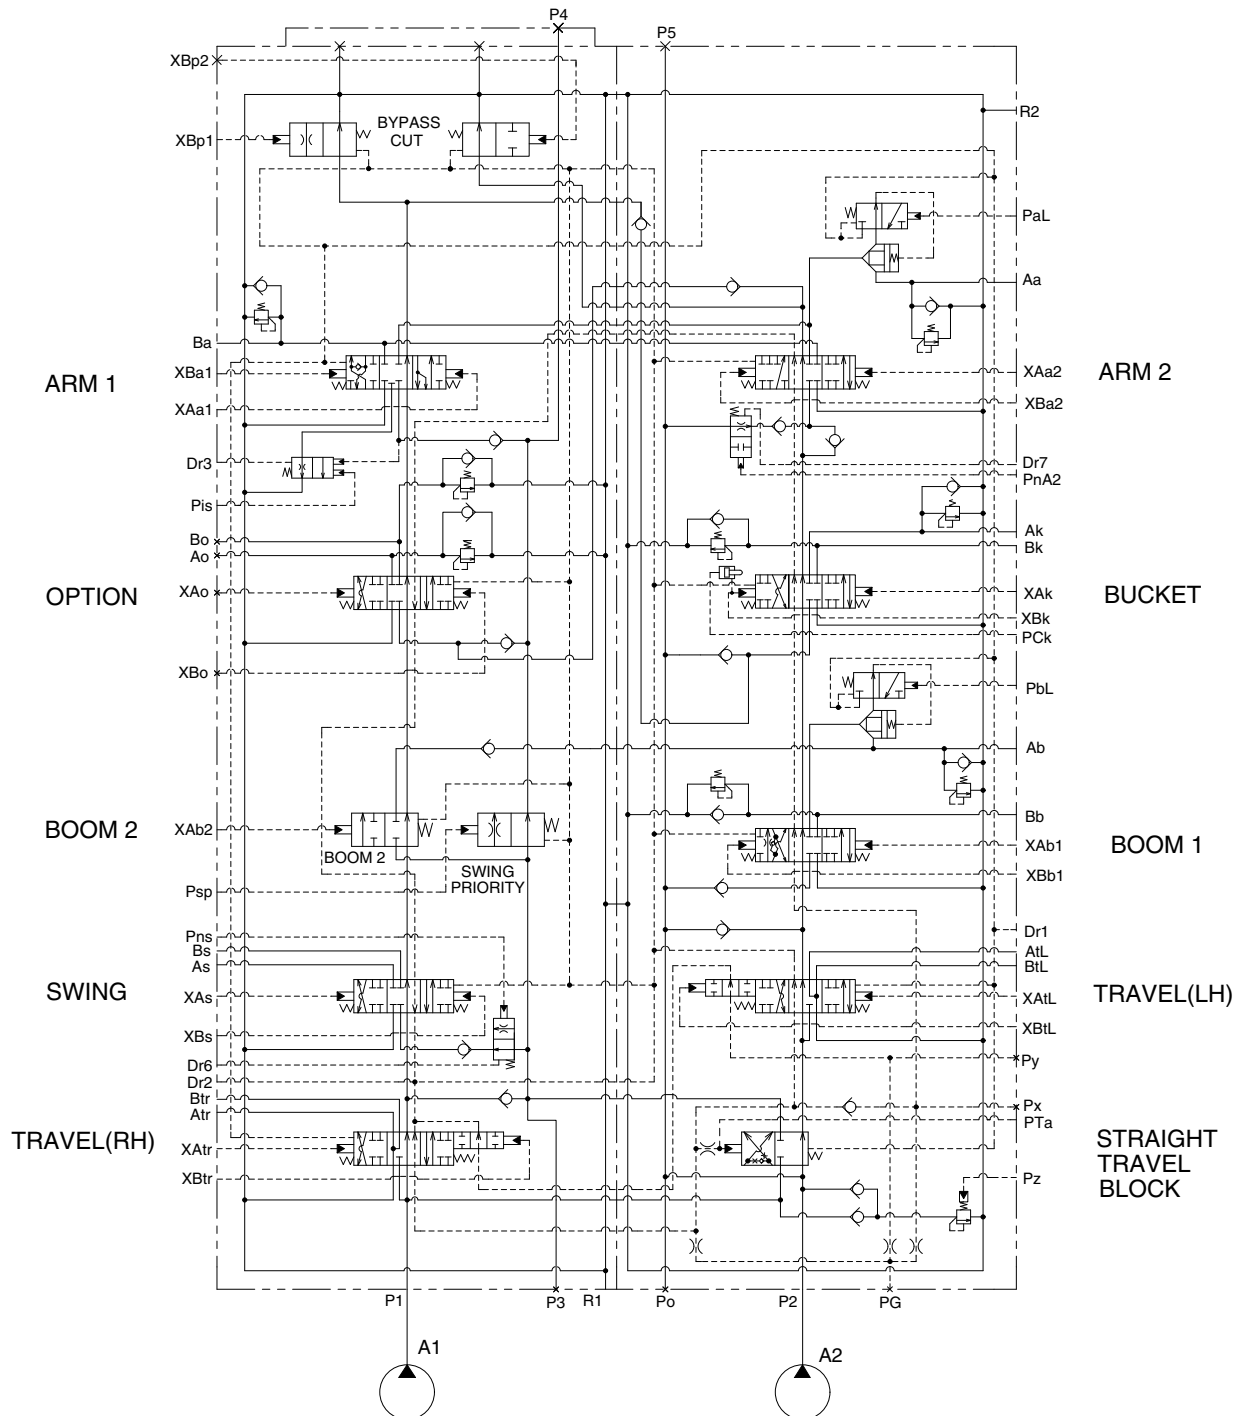 P4
P5
XBp2
R2
BYPASS
CUT
XBp1
PaL
Aa
Ba
XBa1
ARM 1
XAa2
ARM 2
XAa1
XBa2
Dr3
Dr7
PnA2
Pis
Ak
Bo
Bk
Ao
XAo
OPTION
XAk
BUCKET
XBk
PCk
XBo
PbL
Ab
Bb
XAb2
BOOM 2
XAb1
BOOM 1
BOOM 2
SWING
PRIORITY
XBb1
Psp
Pns
Dr1
Bs
AtL
As
BtL
SWING
XAs
XAtL
TRAVEL(LH)
XBs
XBtL
Dr6
Py
Dr2
Btr
Px
Atr
PTa
TRAVEL(RH)
XAtr
STRAIGHT
TRAVEL
BLOCK
XBtr
Pz
P1
P3
R1
Po
P2
PG
A1
A2